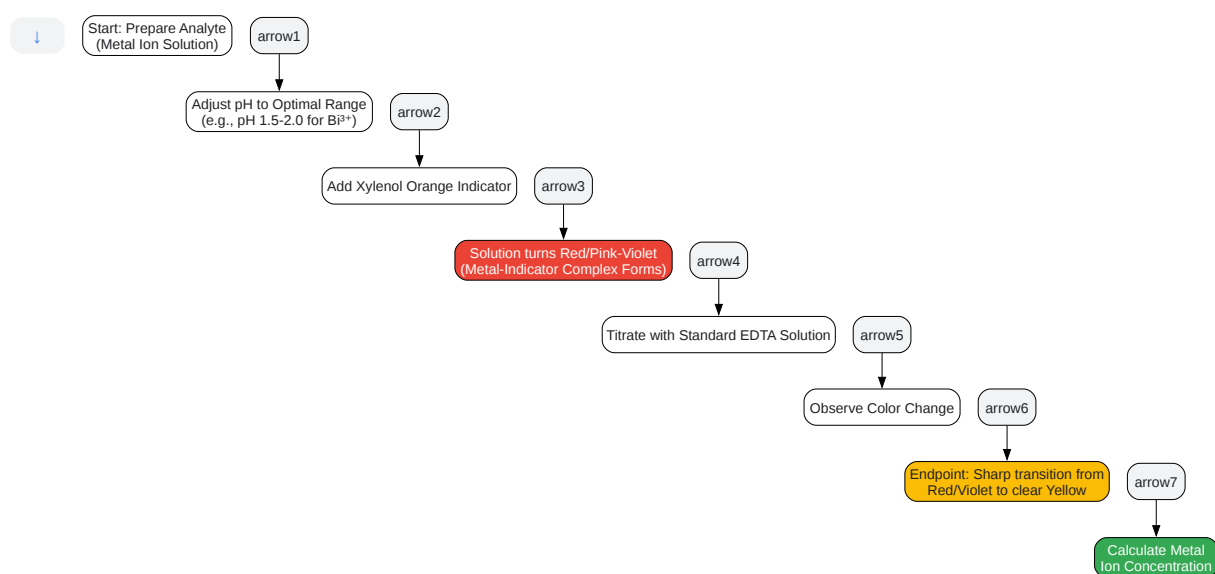 ↓
Start: Prepare Analyte
(Metal Ion Solution)
arrow1
Adjust pH to Optimal Range
(e.g., pH 1.5-2.0 for Bi³⁺)
arrow2
Add Xylenol Orange Indicator
arrow3
Solution turns Red/Pink-Violet
(Metal-Indicator Complex Forms)
arrow4
Titrate with Standard EDTA Solution
arrow5
Observe Color Change
arrow6
Endpoint: Sharp transition from
Red/Violet to clear Yellow
arrow7
Calculate Metal
Ion Concentration